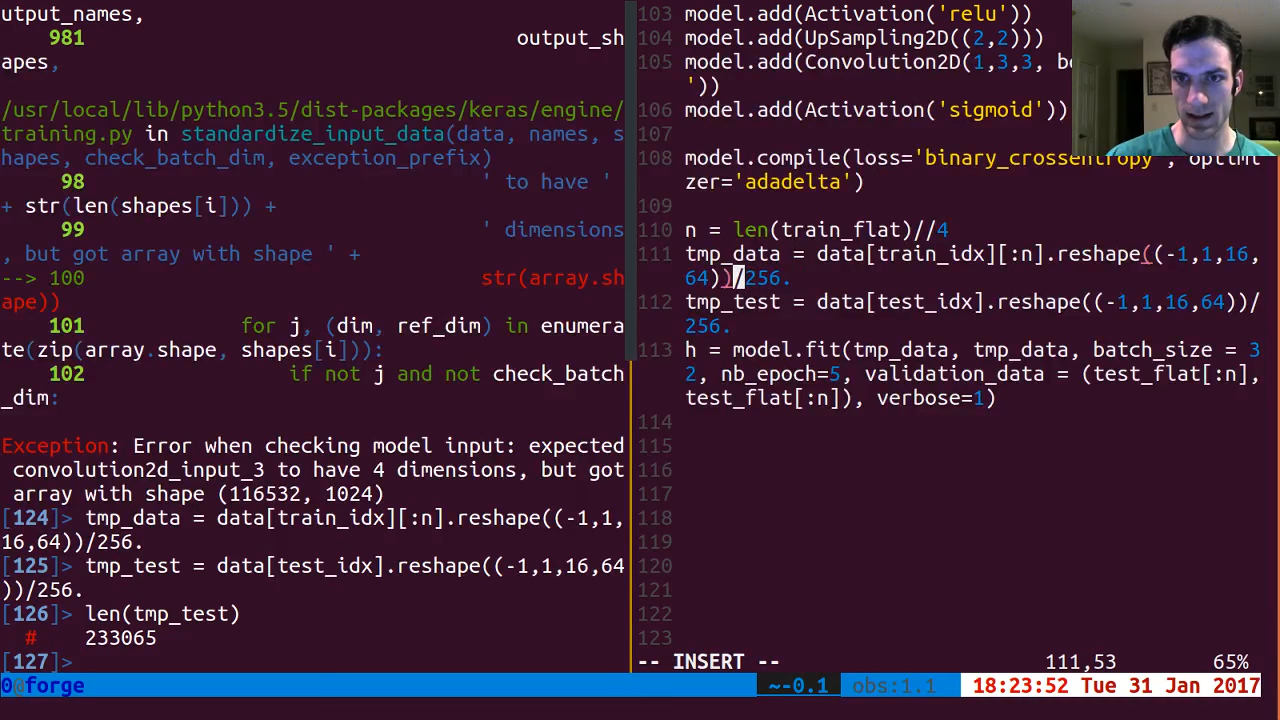 utput_names,
981 output_sh
apes,
/usr/local/lib/python3.5/dist-packages/keras/engine/
training.py in standardize_input_data(data, names, s
hapes, check_batch_dim, exception_prefix)
98 ' to have '
+ str(len(shapes[i])) +
99 ' dimensions
, but got array with shape ' +
--> 100 str(array.sh
ape))
101 for j, (dim, ref_dim) in enumera
te(zip(array.shape, shapes[i])):
102 if not j and not check_batch
_dim:
Exception: Error when checking model input: expected
convolution2d_input_3 to have 4 dimensions, but got
array with shape (116532, 1024)
[124]> tmp_data = data[train_idx][:n].reshape((-1,1,
16,64))/256.
[125]> tmp_test = data[test_idx].reshape((-1,1,16,64
))/256.
[126]> len(tmp_test)
# 233065
[127]>
103 model.add(Activation('relu'))
104 model.add(UpSampling2D((2,2)))
105 model.add(Convolution2D(1,3,3,
'))
106 model.add(Activation('sigmoid'))
107
108 model.compile(loss='binary_crossentropy', optimi
zer='adadelta')
109
110 n = len(train_flat)//4
111 tmp_data = data[train_idx][:n].reshape((-1,1,16,
64))/256.
112 tmp_test = data[test_idx].reshape((-1,1,16,64))/
256.
113 h = model.fit(tmp_data, tmp_data, batch_size = 3
2, nb_epoch=5, validation_data = (test_flat[:n],
test_flat[:n]), verbose=1)
114
115
116
117
118
119
120
121
122
123
-- INSERT -- 111,53 65%
0@forge ~-0.1 obs:1.1 18:23:52 Tue 31 Jan 2017